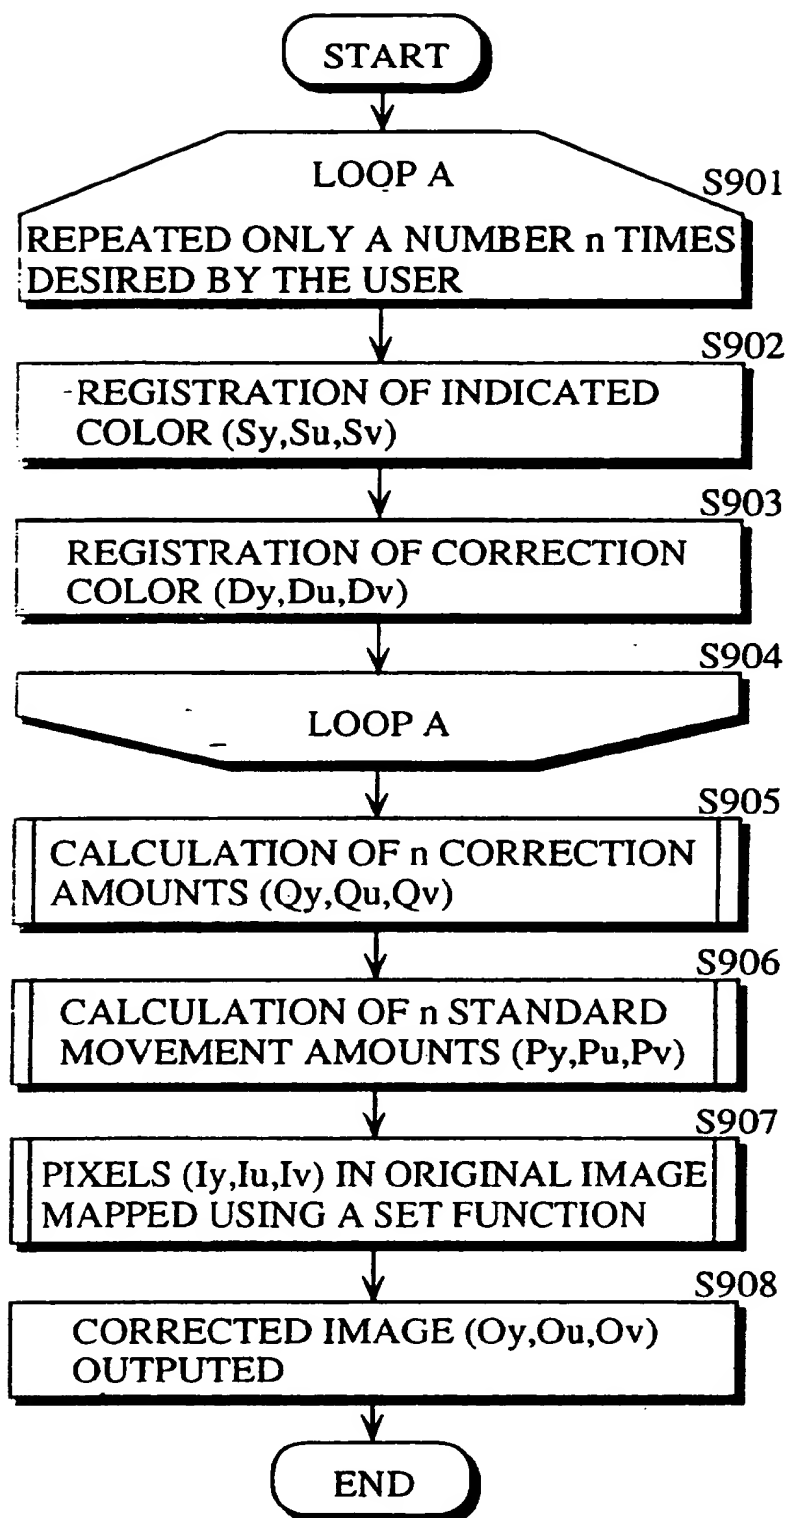 START
LOOP A
S901
REPEATED ONLY A NUMBER n TIMES
DESIRED BY THE USER
S902
REGISTRATION OF INDICATED
COLOR (Sy,Su,Sv)
S903
REGISTRATION OF CORRECTION
COLOR (Dy,Du,Dv)
S904
LOOP A
S905
CALCULATION OF n CORRECTION
AMOUNTS (Qy,Qu,Qv)
S906
CALCULATION OF n STANDARD
MOVEMENT AMOUNTS (Py,Pu,Pv)
S907
PIXELS (Iy,Iu,Iv) IN ORIGINAL IMAGE
MAPPED USING A SET FUNCTION
S908
CORRECTED IMAGE (Oy,Ou,Ov)
OUTPUTED
END